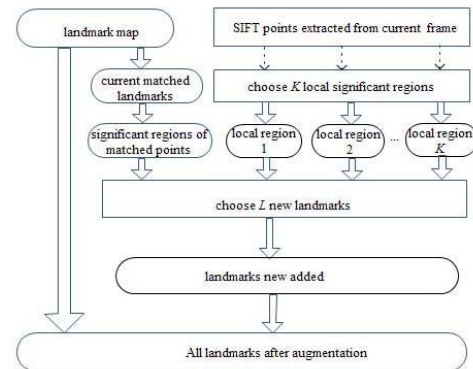 landmark map
SIFT points extracted from current frame
current matched
landmarks
choose K local significant regions
significant regions of
matched points
local region
1
local region
2
...
local region
K
choose L new landmarks
landmarks new added
All landmarks after augmentation